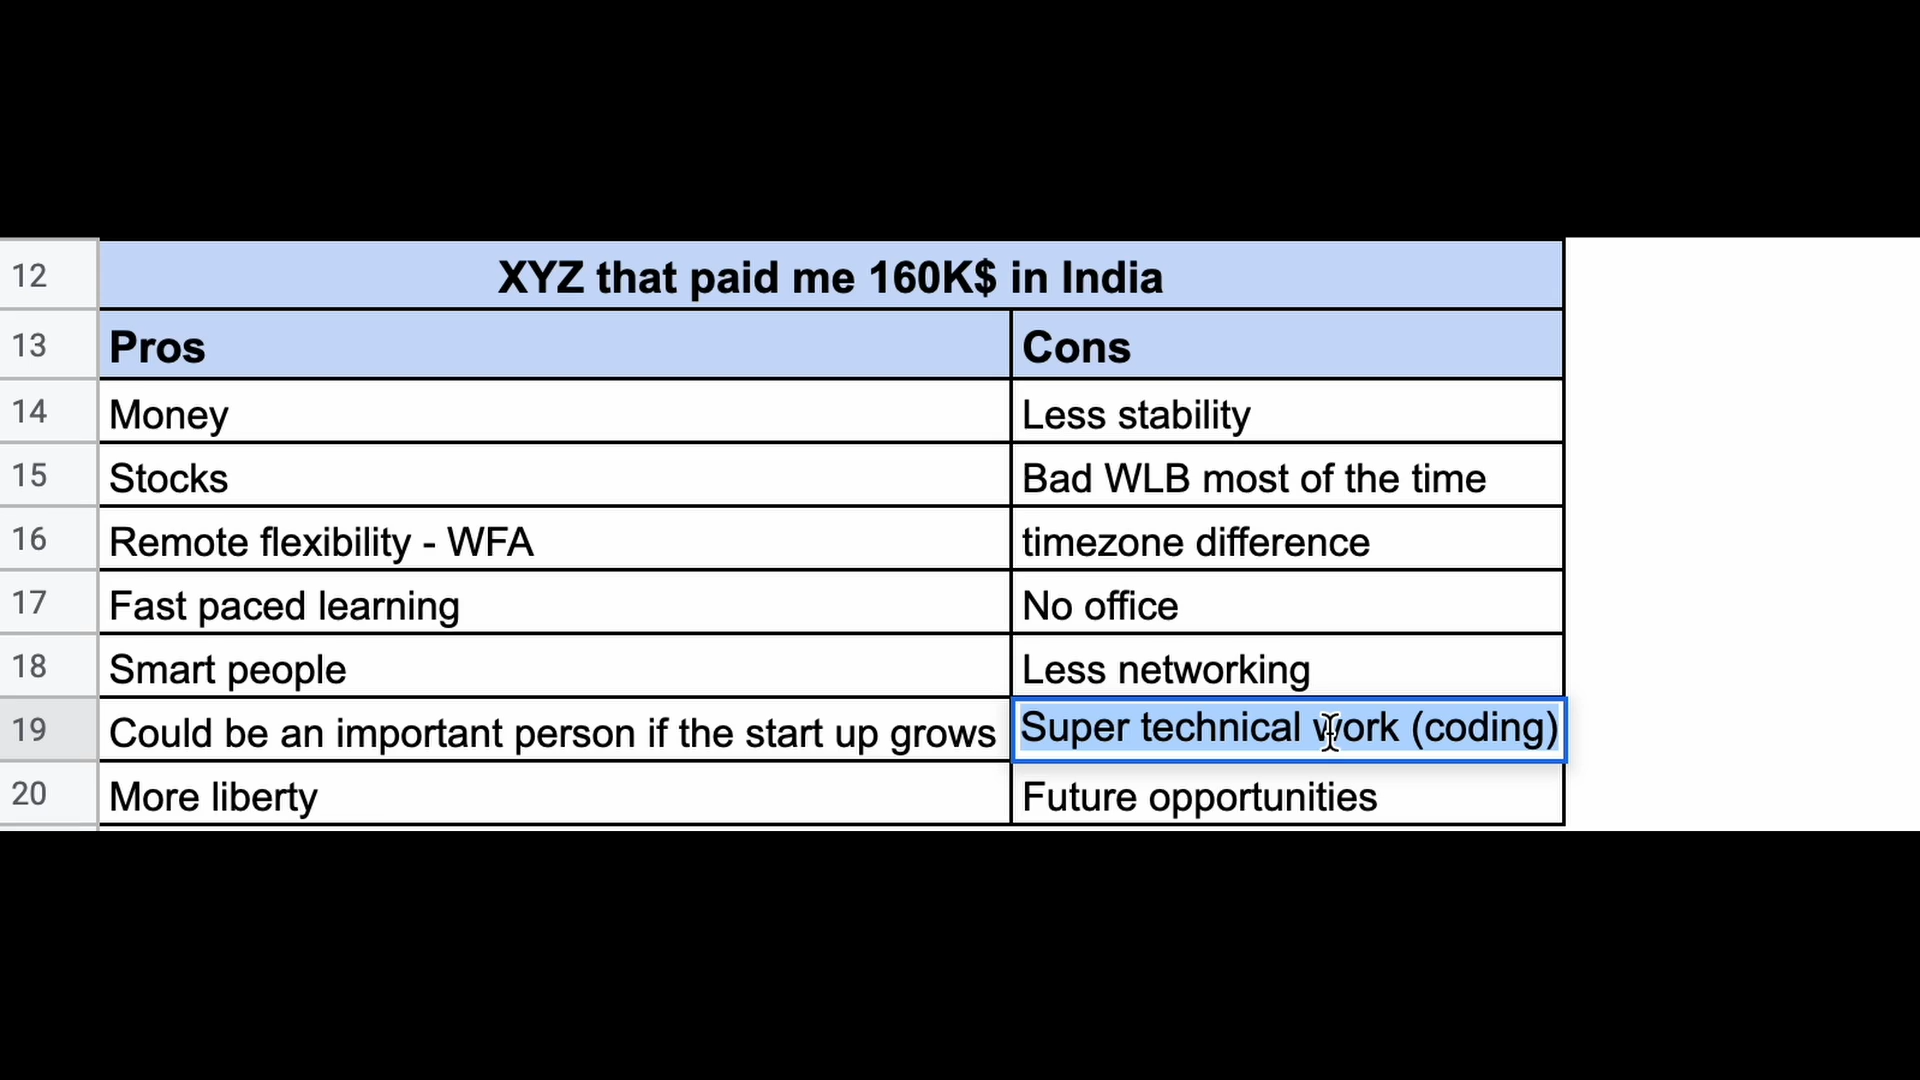 12 XYZ that paid me 160K$ in India
13 Pros Cons
14 Money Less stability
15 Stocks Bad WLB most of the time
16 Remote flexibility - WFA timezone difference
17 Fast paced learning No office
18 Smart people Less networking
19 Could be an important person if the start up grows Super technical work (coding)
20 More liberty Future opportunities